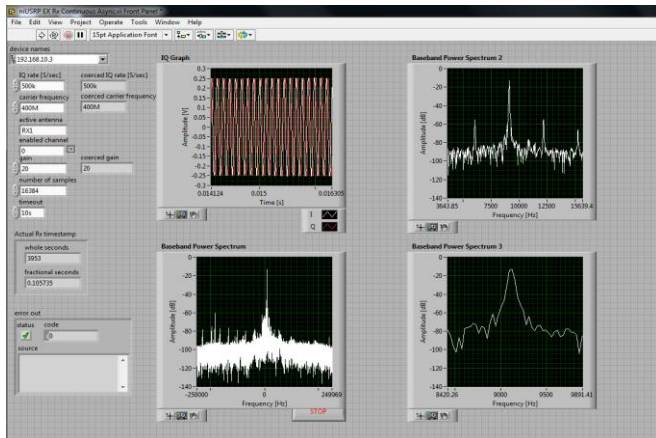 niUSRP EX Rx Continuous Async.vi Front Panel *
File Edit View Project Operate Tools Window Help
15pt Application Font
device names
192.168.10.3
IQ rate [S/sec] coerced IQ rate [S/sec]
500k 500k
carrier frequency coerced carrier frequency
400M 400M
active antenna
RX1
enabled channel
0
gain coerced gain
20 20
number of samples
16384
timeout
10s
Actual Rx timestamp
whole seconds
3953
fractional seconds
0.105735
error out
status code
0
source
IQ Graph
Amplitude [V]
0.3
0.25
0.2
0.1
0
-0.1
-0.2
-0.25
-0.3
0.014124 0.015 0.016305
Time [s]
I
Q
Baseband Power Spectrum 2
Amplitude [dB]
0
-20
-40
-60
-80
-100
-120
-140
3643.85 7500 10000 12500 15639.4
Frequency [Hz]
Baseband Power Spectrum
Amplitude [dB]
0
-20
-40
-60
-80
-100
-120
-140
-250000 0 249969
Frequency [Hz]
STOP
Baseband Power Spectrum 3
Amplitude [dB]
0
-20
-40
-60
-80
-100
-120
-140
8420.26 9000 9500 9891.41
Frequency [Hz]